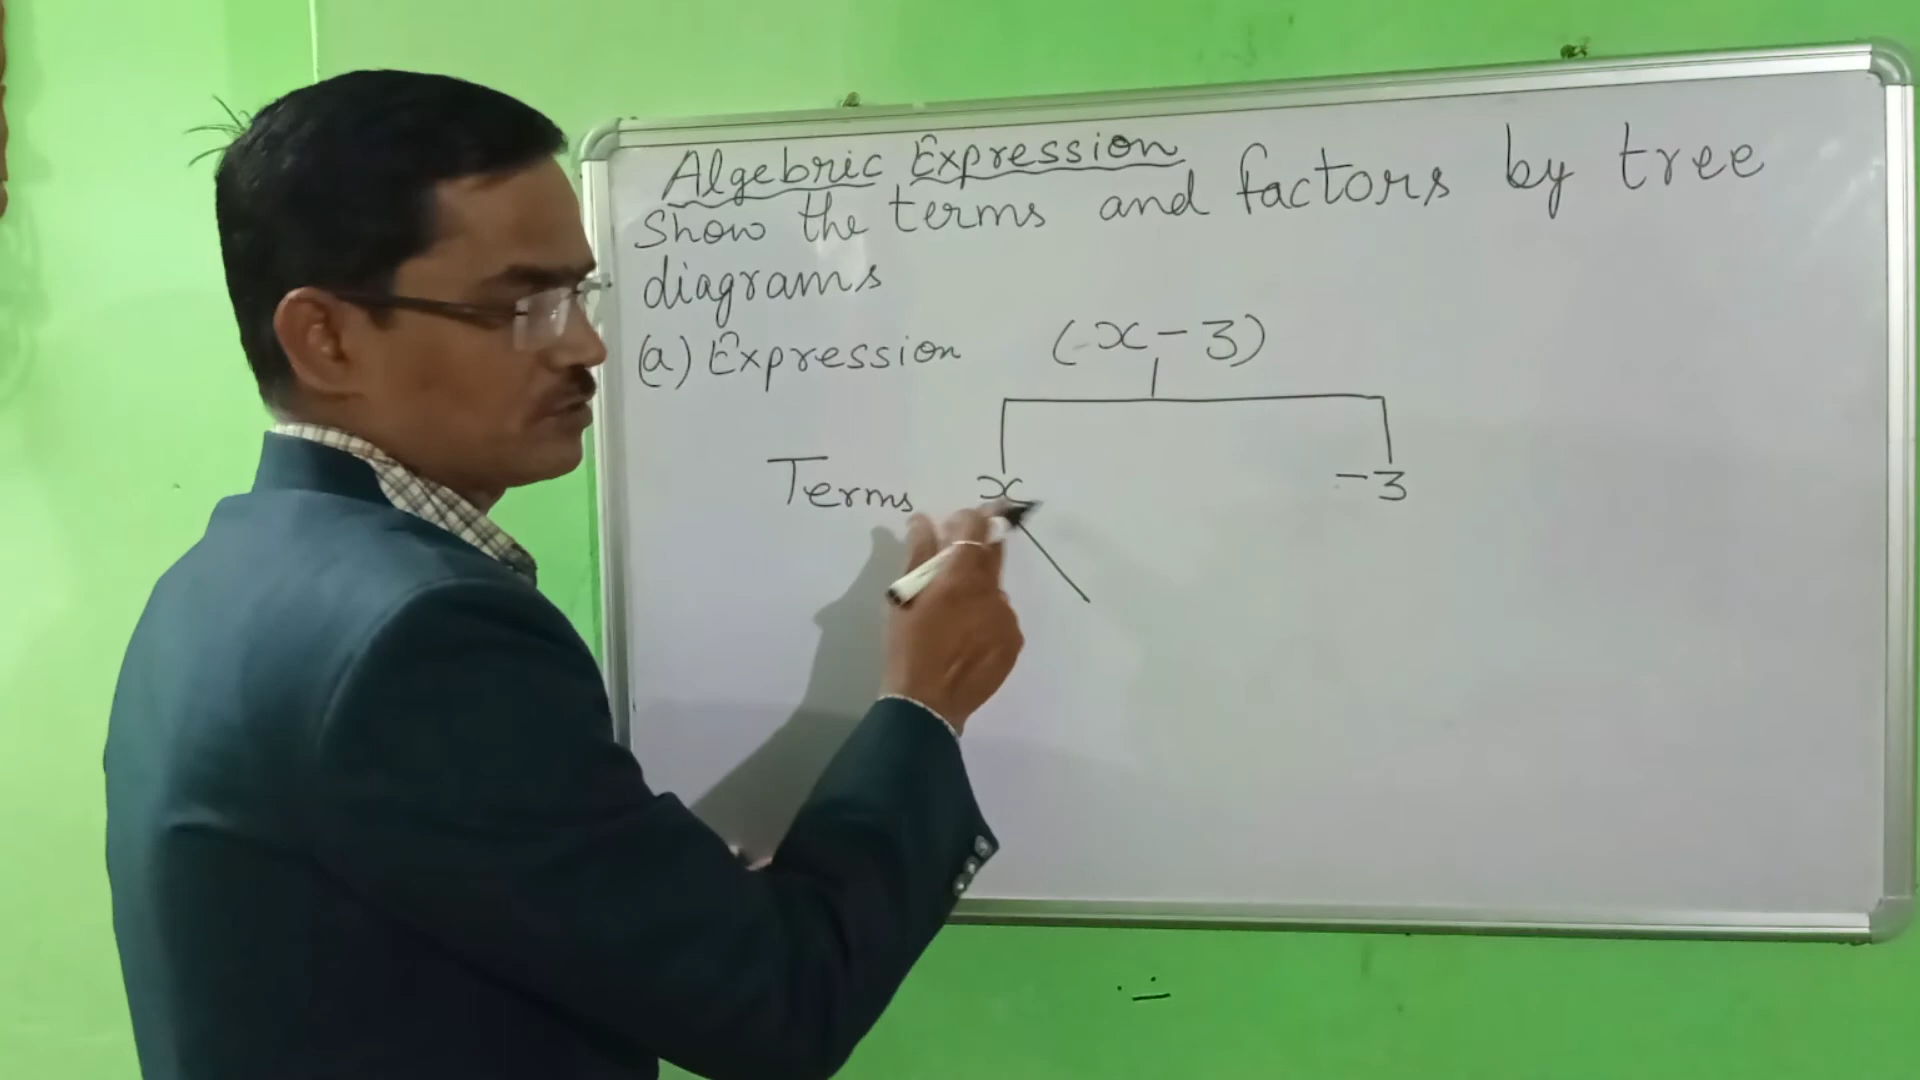 Algebric Expression
Show the terms and factors by tree
diagrams
(a) Expression (x-3)
Terms x -3